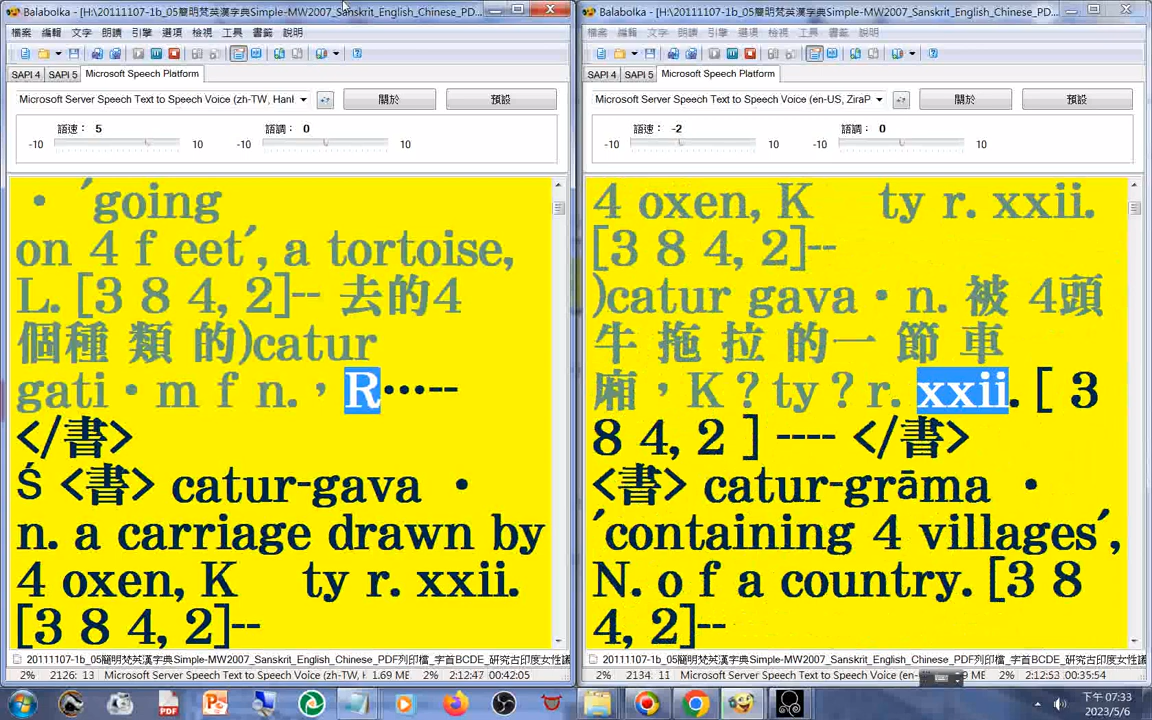 Balabolka - [H:\20111107-1b_05簡明梵英漢字典Simple-MW2007_Sanskrit_English_Chinese_PD...
檔案 編輯 文字 朗讀 引擎 選項 檢視 工具 書籤 說明
SAPI 4 SAPI 5 Microsoft Speech Platform
Microsoft Server Speech Text to Speech Voice (zh-TW, Hanl
關於 預設
語速： 5 語調： 0
-10 10 -10 10
• ´going
on 4 f eet´, a tortoise,
L. [3 8 4, 2]-- 去的4
個種 類 的)catur
gati•m f n.，R…--
</書>
Ś <書> catur-gava •
n. a carriage drawn by
4 oxen, K ty r. xxii.
[3 8 4, 2]--
20111107-1b_05簡明梵英漢字典Simple-MW2007_Sanskrit_English_Chinese_PDF列印檔_字首BCDE_研究古印度女性議
2% 2126: 13 Microsoft Server Speech Text to Speech Voice (zh-TW, H 1.69 ME 2% 2:12:47 00:42:05
Balabolka - [H:\20111107-1b_05簡明梵英漢字典Simple-MW2007_Sanskrit_English_Chinese_PD...
檔案 編輯 文字 朗讀 引擎 選項 檢視 工具 書籤 說明
SAPI 4 SAPI 5 Microsoft Speech Platform
Microsoft Server Speech Text to Speech Voice (en-US, ZiraP
關於 預設
語速： -2 語調： 0
-10 10 -10 10
4 oxen, K ty r. xxii.
[3 8 4, 2]--
)catur gava•n. 被 4頭
牛 拖 拉 的一 節 車
廂，K？ty？r. xxii. [ 3
8 4, 2 ] ---- </書>
<書> catur-grāma •
´containing 4 villages´,
N. o f a country. [3 8
4, 2]--
20111107-1b_05簡明梵英漢字典Simple-MW2007_Sanskrit_English_Chinese_PDF列印檔_字首BCDE_研究古印度女性議
2% 2134: 11 Microsoft Server Speech Text to Speech Voice (en-u 9 ME 2% 2:12:53 00:35:54
PDF
下午 07:33
2023/5/6